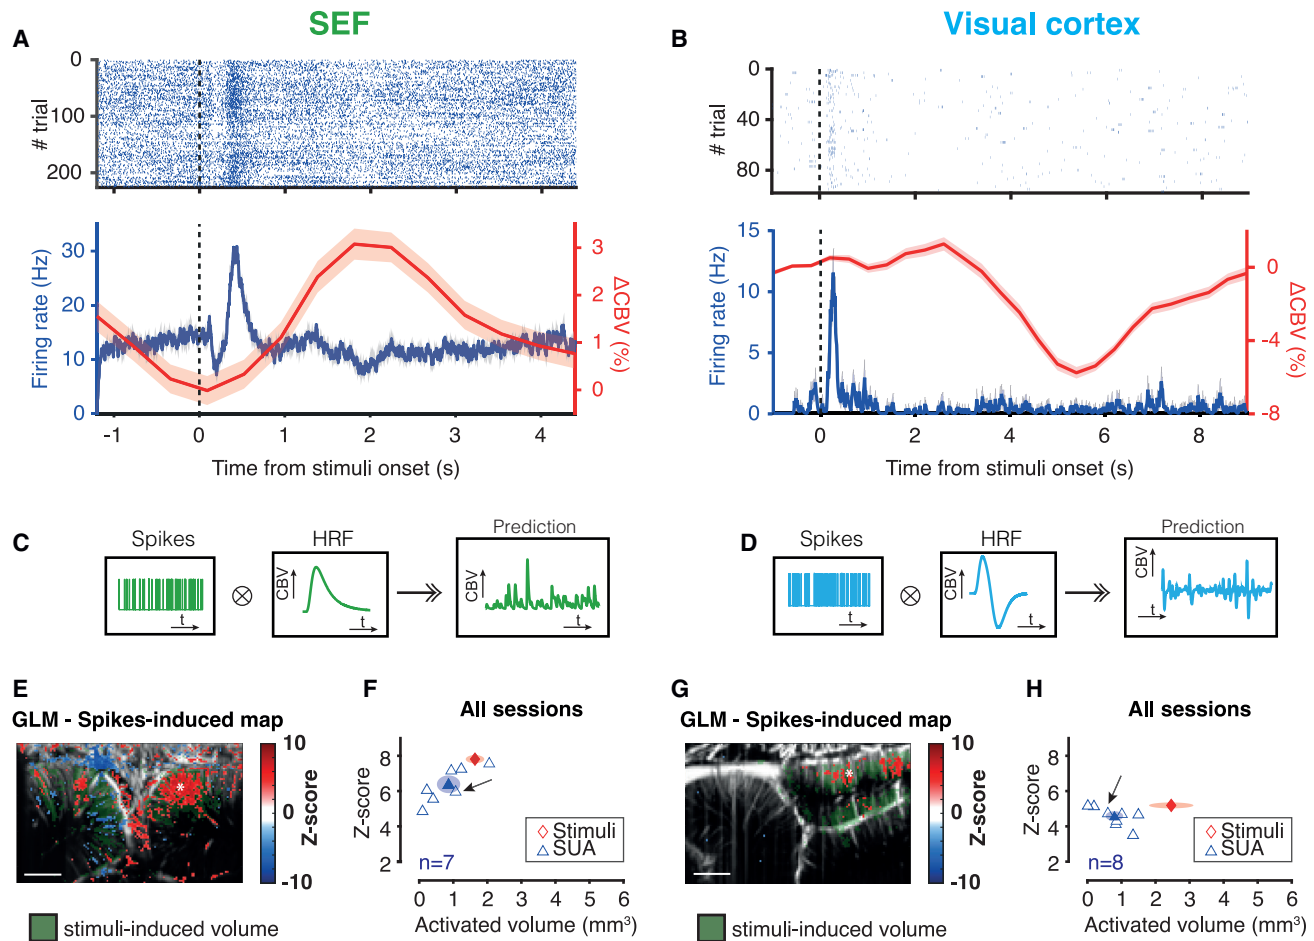 SEF
Visual cortex
A
0
100
200
# trial
30
20
10
0
Firing rate (Hz)
3
2
1
0
ΔCBV (%)
-1 0 1 2 3 4
Time from stimuli onset (s)
B
0
40
80
# trial
15
10
5
0
Firing rate (Hz)
0
-4
-8
ΔCBV (%)
0 2 4 6 8
Time from stimuli onset (s)
C
Spikes
HRF
Prediction
t
CBV
t
CBV
t
D
Spikes
HRF
Prediction
t
CBV
t
CBV
t
E
GLM - Spikes-induced map
*
10
0
-10
Z-score
stimuli-induced volume
F
All sessions
8
6
4
2
Z-score
Stimuli
SUA
n=7
0 1 2 3 4 5 6
Activated volume (mm³)
G
GLM - Spikes-induced map
*
10
0
-10
Z-score
stimuli-induced volume
H
All sessions
8
6
4
2
Z-score
Stimuli
SUA
n=8
0 1 2 3 4 5 6
Activated volume (mm³)